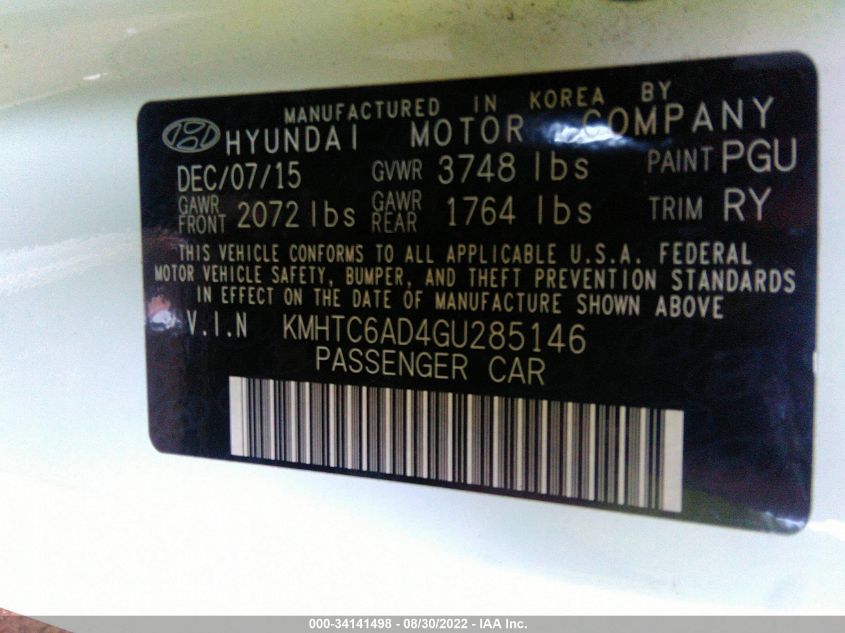 MANUFACTURED IN KOREA BY
HYUNDAI MOTOR COMPANY
DEC/07/15 GVWR 3748 lbs PAINT PGU
GAWR FRONT 2072 lbs GAWR REAR 1764 lbs TRIM RY
THIS VEHICLE CONFORMS TO ALL APPLICABLE U.S.A. FEDERAL
MOTOR VEHICLE SAFETY, BUMPER, AND THEFT PREVENTION STANDARDS
IN EFFECT ON THE DATE OF MANUFACTURE SHOWN ABOVE
V.I.N KMHTC6AD4GU285146
PASSENGER CAR
000-34141498 - 08/30/2022 - IAA Inc.